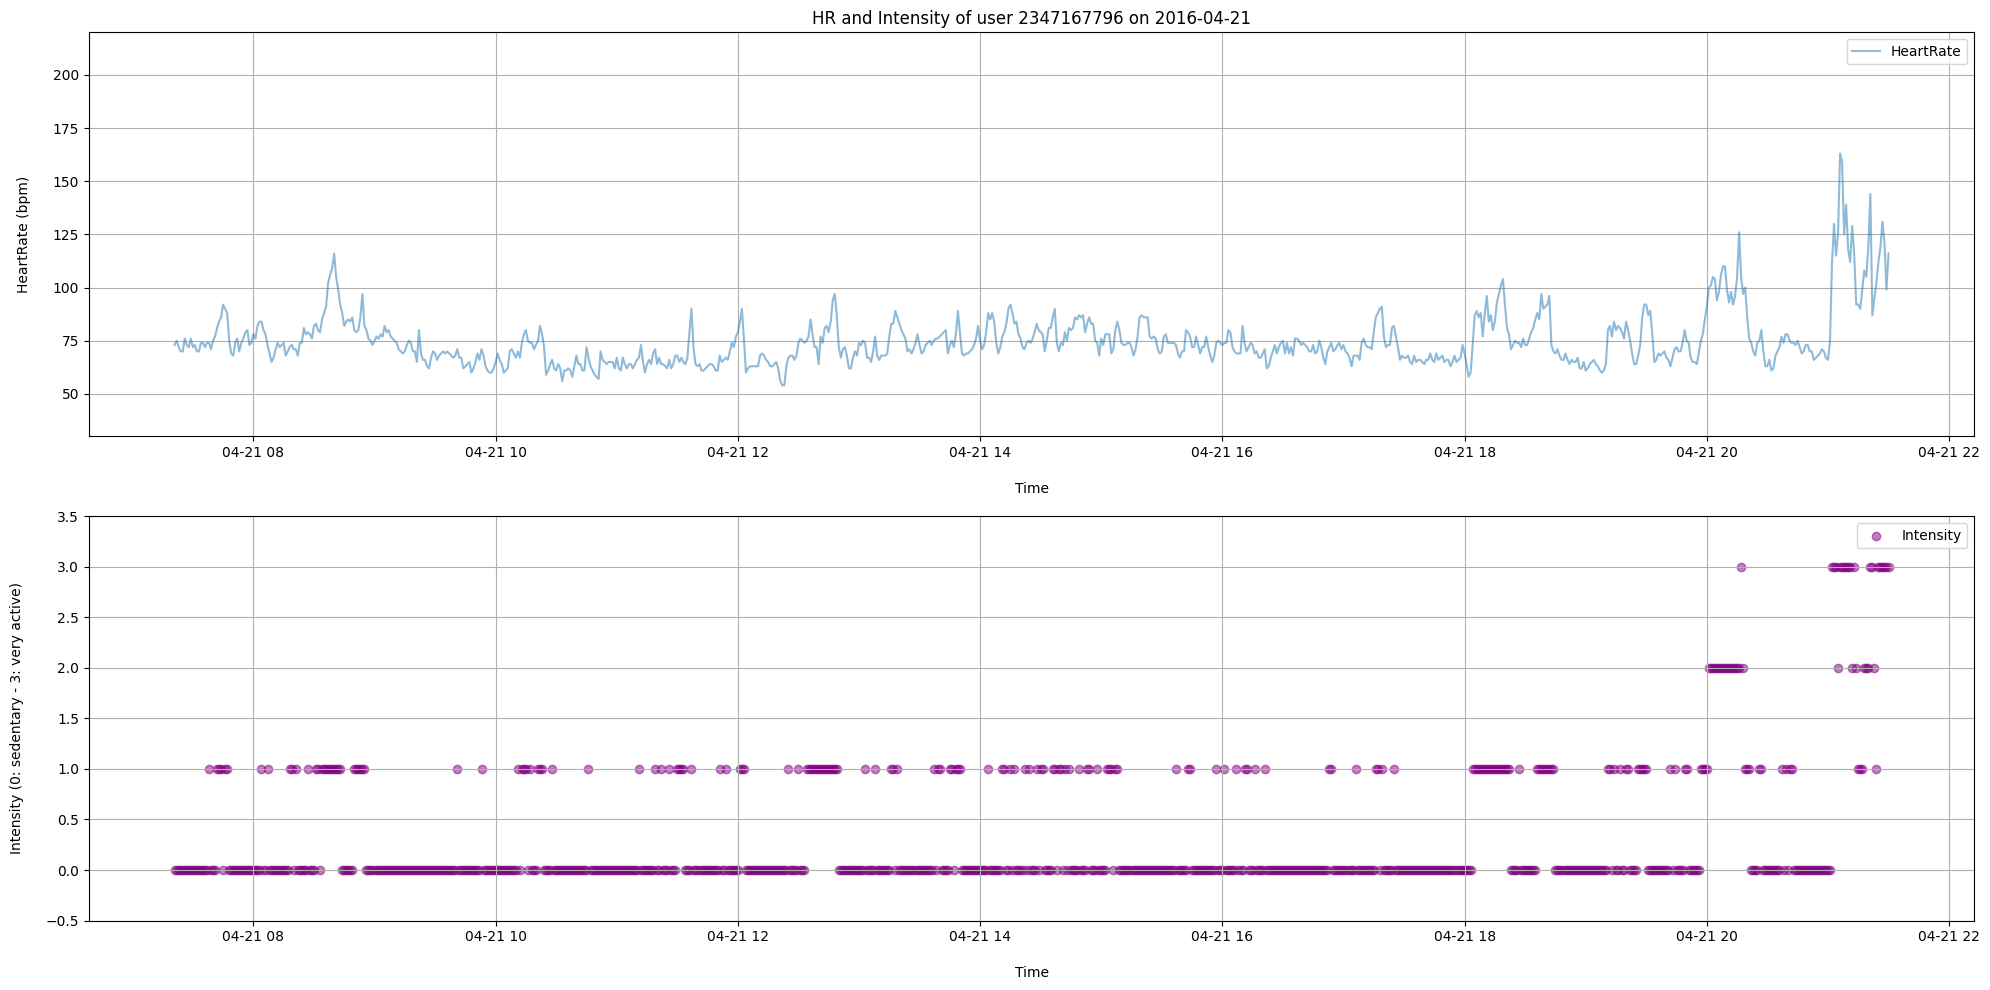 HR and Intensity of user 2347167796 on 2016-04-21
HeartRate
200
175
150
125
100
75
50
HeartRate (bpm)
04-21 08 04-21 10 04-21 12 04-21 14 04-21 16 04-21 18 04-21 20 04-21 22
Time
Intensity
3.5
3.0
2.5
2.0
1.5
1.0
0.5
0.0
−0.5
Intensity (0: sedentary - 3: very active)
04-21 08 04-21 10 04-21 12 04-21 14 04-21 16 04-21 18 04-21 20 04-21 22
Time